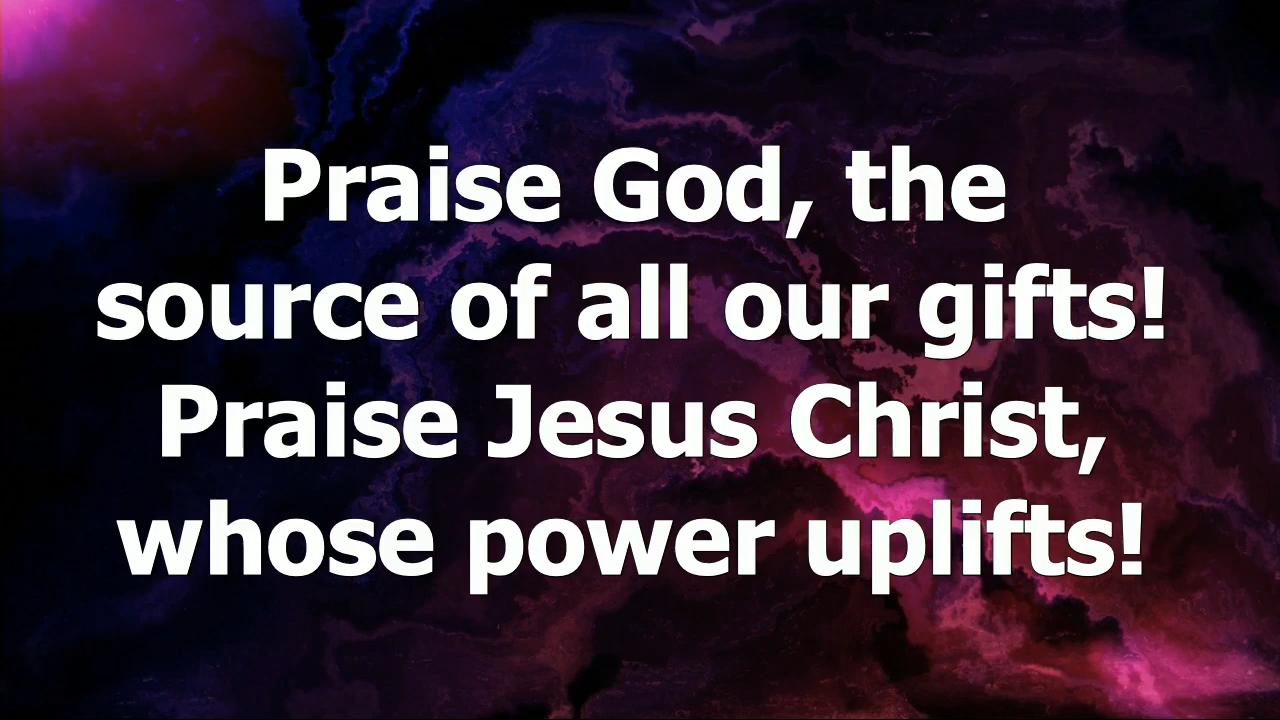 Praise God, the
source of all our gifts!
Praise Jesus Christ,
whose power uplifts!